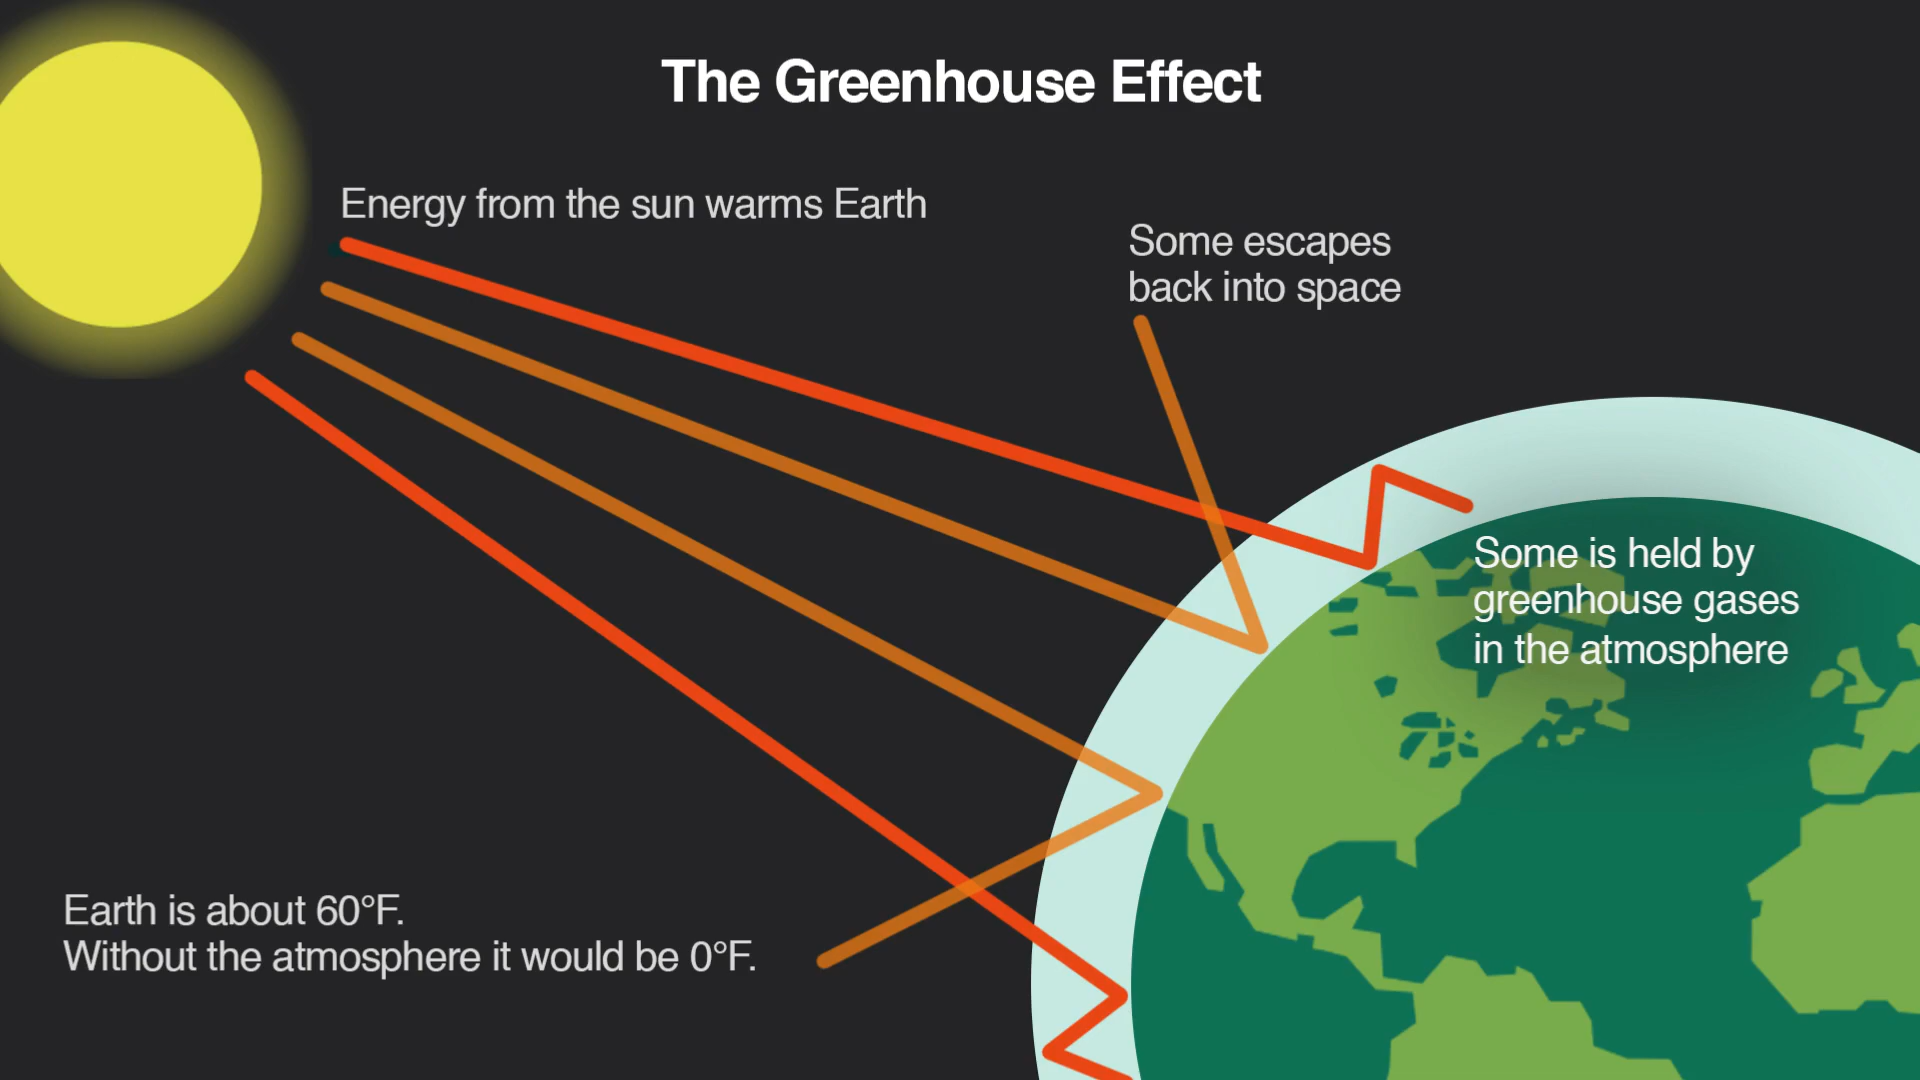 The Greenhouse Effect
Energy from the sun warms Earth
Some escapes
back into space
Some is held by
greenhouse gases
in the atmosphere
Earth is about 60°F.
Without the atmosphere it would be 0°F.